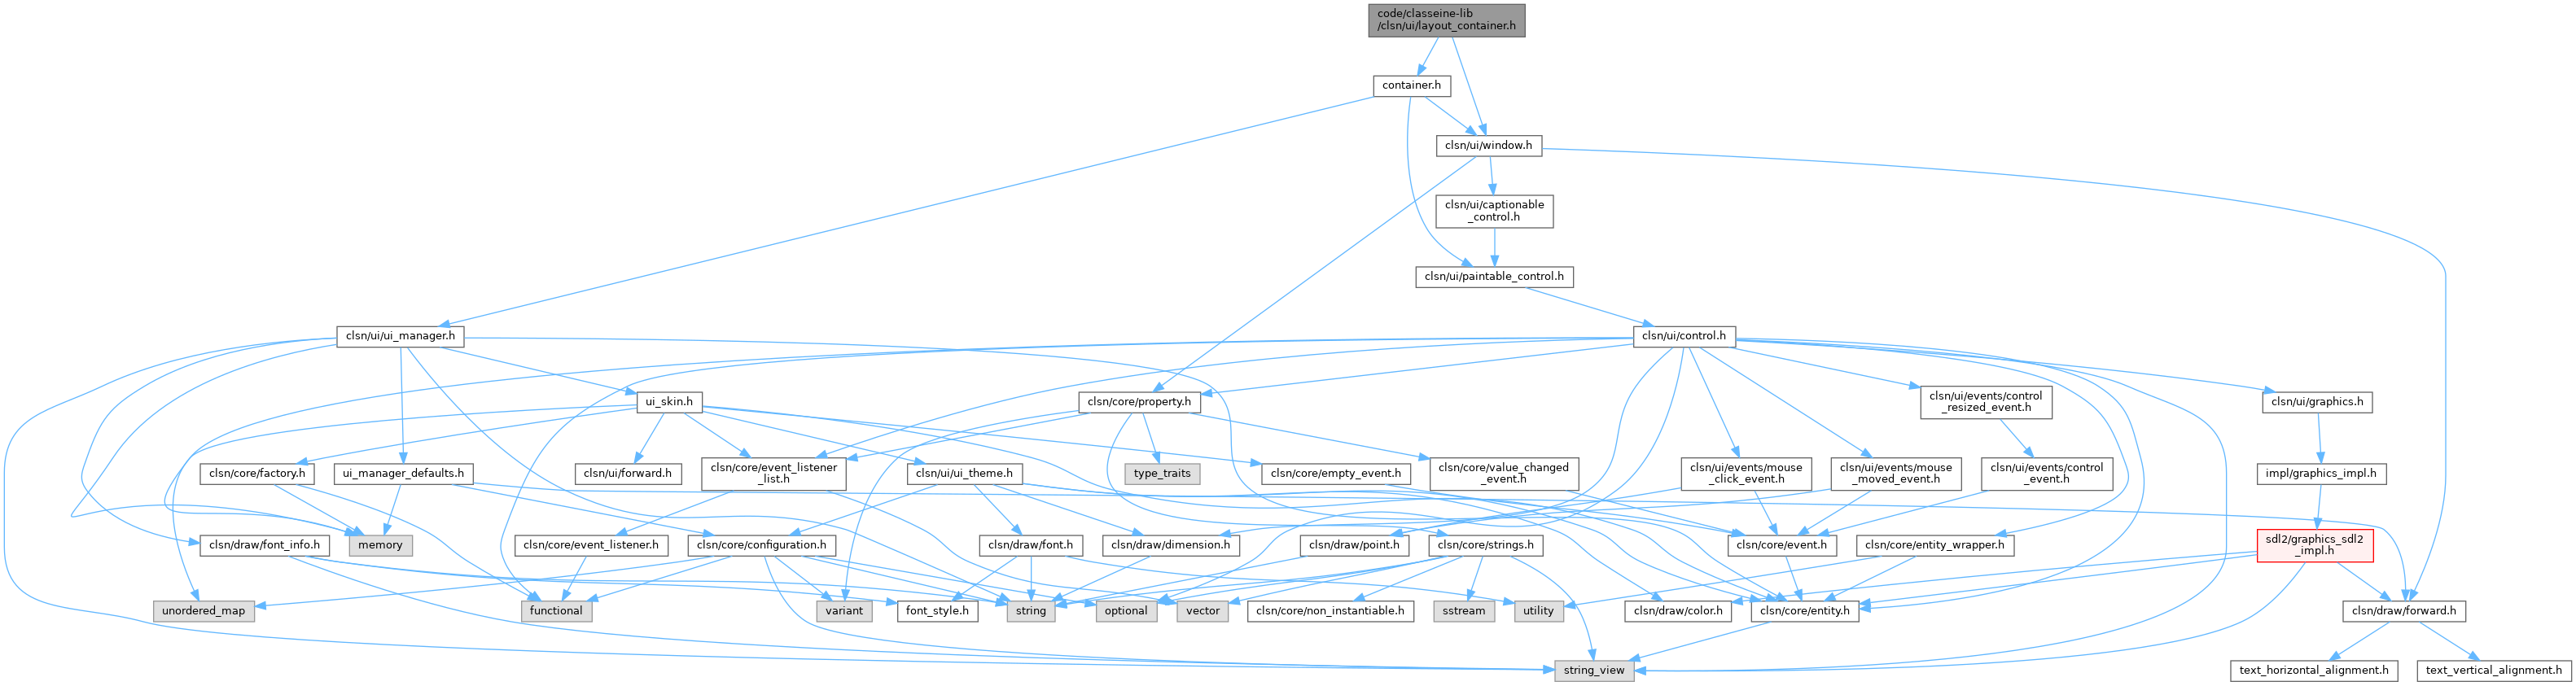 code/classeine-lib
/clsn/ui/layout_container.h
container.h
clsn/ui/window.h
clsn/ui/captionable
_control.h
clsn/ui/paintable_control.h
clsn/ui/ui_manager.h
clsn/ui/control.h
ui_skin.h
clsn/core/property.h
clsn/ui/events/control
_resized_event.h
clsn/ui/graphics.h
clsn/core/factory.h
ui_manager_defaults.h
clsn/ui/forward.h
clsn/core/event_listener
_list.h
clsn/ui/ui_theme.h
type_traits
clsn/core/empty_event.h
clsn/core/value_changed
_event.h
clsn/ui/events/mouse
_click_event.h
clsn/ui/events/mouse
_moved_event.h
clsn/ui/events/control
_event.h
impl/graphics_impl.h
clsn/draw/font_info.h
memory
clsn/core/event_listener.h
clsn/core/configuration.h
clsn/draw/font.h
clsn/draw/dimension.h
clsn/draw/point.h
clsn/core/strings.h
clsn/core/event.h
clsn/core/entity_wrapper.h
sdl2/graphics_sdl2
_impl.h
unordered_map
functional
variant
font_style.h
string
optional
vector
clsn/core/non_instantiable.h
sstream
utility
clsn/draw/color.h
clsn/core/entity.h
clsn/draw/forward.h
string_view
text_horizontal_alignment.h
text_vertical_alignment.h